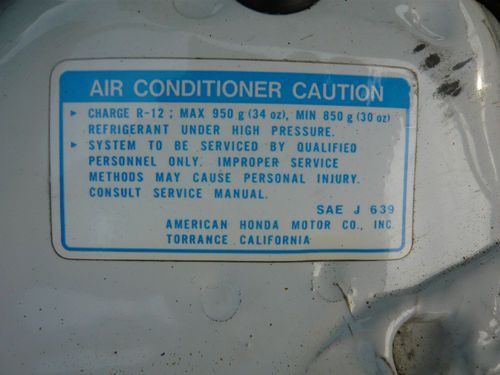 AIR CONDITIONER CAUTION
▸ CHARGE R-12 ; MAX 950 g (34 oz), MIN 850 g (30 oz)
REFRIGERANT UNDER HIGH PRESSURE.
▸ SYSTEM TO BE SERVICED BY QUALIFIED
PERSONNEL ONLY. IMPROPER SERVICE
METHODS MAY CAUSE PERSONAL INJURY.
CONSULT SERVICE MANUAL.
SAE J 639
AMERICAN HONDA MOTOR CO., INC.
TORRANCE CALIFORNIA